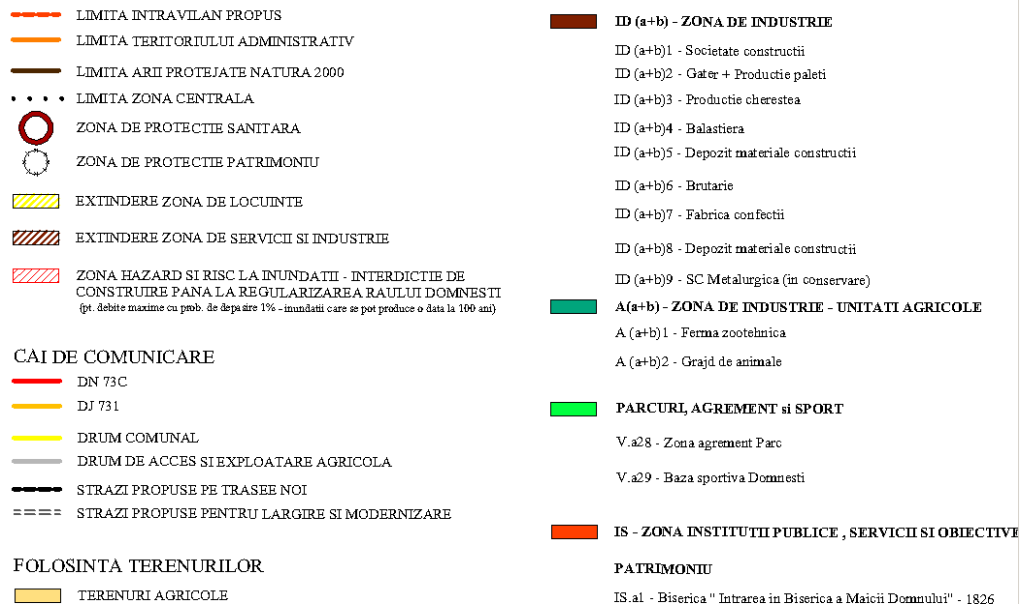 LIMITA INTRAVILAN PROPUS
LIMITA TERITORIULUI ADMINISTRATIV
LIMITA ARII PROTEJATE NATURA 2000
LIMITA ZONA CENTRALA
ZONA DE PROTECTIE SANITARA
ZONA DE PROTECTIE PATRIMONIU
EXTINDERE ZONA DE LOCUINTE
EXTINDERE ZONA DE SERVICII SI INDUSTRIE
ZONA HAZARD SI RISC LA INUNDATII - INTERDICTIE DE
CONSTRUIRE PANA LA REGULARIZAREA RAULUI DOMNESTI
(pt. debite maxime cu prob. de depasire 1% - inundatii care se pot produce o data la 100 ani)
CAI DE COMUNICARE
DN 73C
DJ 731
DRUM COMUNAL
DRUM DE ACCES SI EXPLOATARE AGRICOLA
STRAZI PROPUSE PE TRASEE NOI
STRAZI PROPUSE PENTRU LARGIRE SI MODERNIZARE
FOLOSINTA TERENURILOR
TERENURI AGRICOLE
ID (a+b) - ZONA DE INDUSTRIE
ID (a+b)1 - Societate constructii
ID (a+b)2 - Gater + Productie paleti
ID (a+b)3 - Productie cherestea
ID (a+b)4 - Balastiera
ID (a+b)5 - Depozit materiale constructii
ID (a+b)6 - Brutarie
ID (a+b)7 - Fabrica confectii
ID (a+b)8 - Depozit materiale constructii
ID (a+b)9 - SC Metalurgica (in conservare)
A(a+b) - ZONA DE INDUSTRIE - UNITATI AGRICOLE
A (a+b)1 - Ferma zootehnica
A (a+b)2 - Grajd de animale
PARCURI, AGREMENT si SPORT
V.a28 - Zona agrement Parc
V.a29 - Baza sportiva Domnesti
IS - ZONA INSTITUTII PUBLICE , SERVICII SI OBIECTIVE
PATRIMONIU
IS.a1 - Biserica " Intrarea in Biserica a Maicii Domnului" - 1826